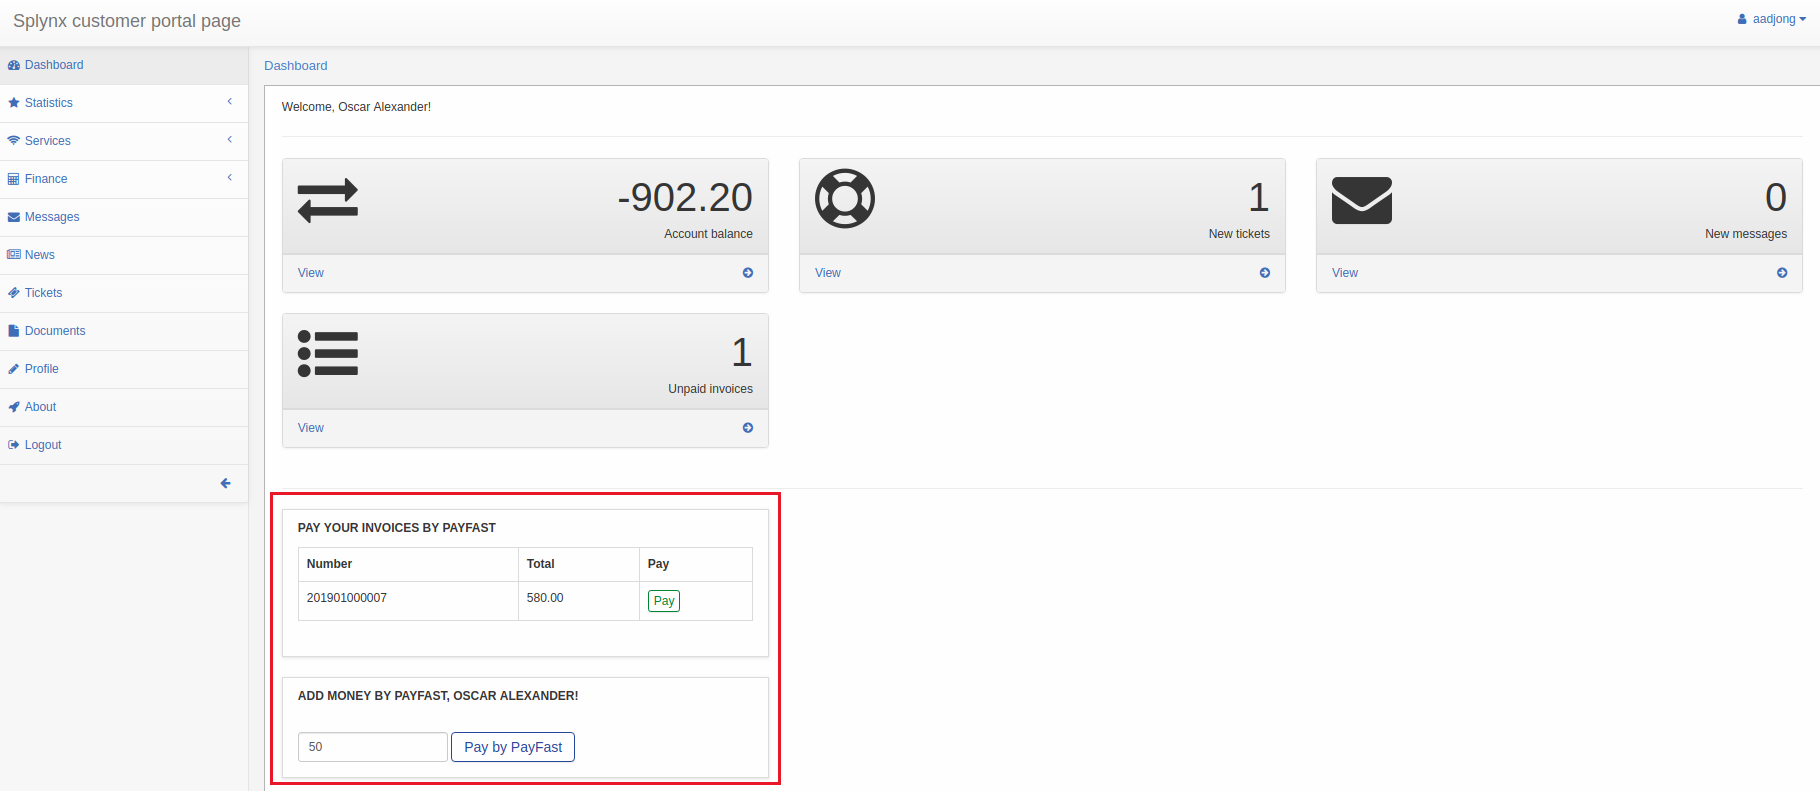 Splynx customer portal page
aadjong
Dashboard
Statistics
Services
Finance
Messages
News
Tickets
Documents
Profile
About
Logout
Dashboard
Welcome, Oscar Alexander!
-902.20
Account balance
View
1
New tickets
View
0
New messages
View
1
Unpaid invoices
View
PAY YOUR INVOICES BY PAYFAST
Number Total Pay
201901000007 580.00 Pay
ADD MONEY BY PAYFAST, OSCAR ALEXANDER!
50 Pay by PayFast